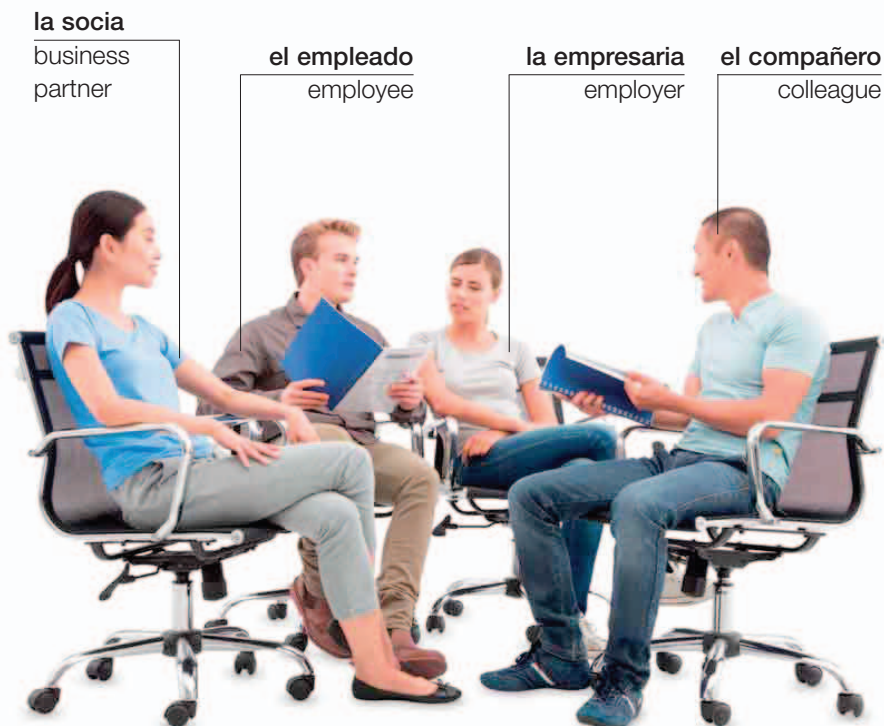 la socia
business
partner
el empleado
employee
la empresaria
employer
el compañero
colleague